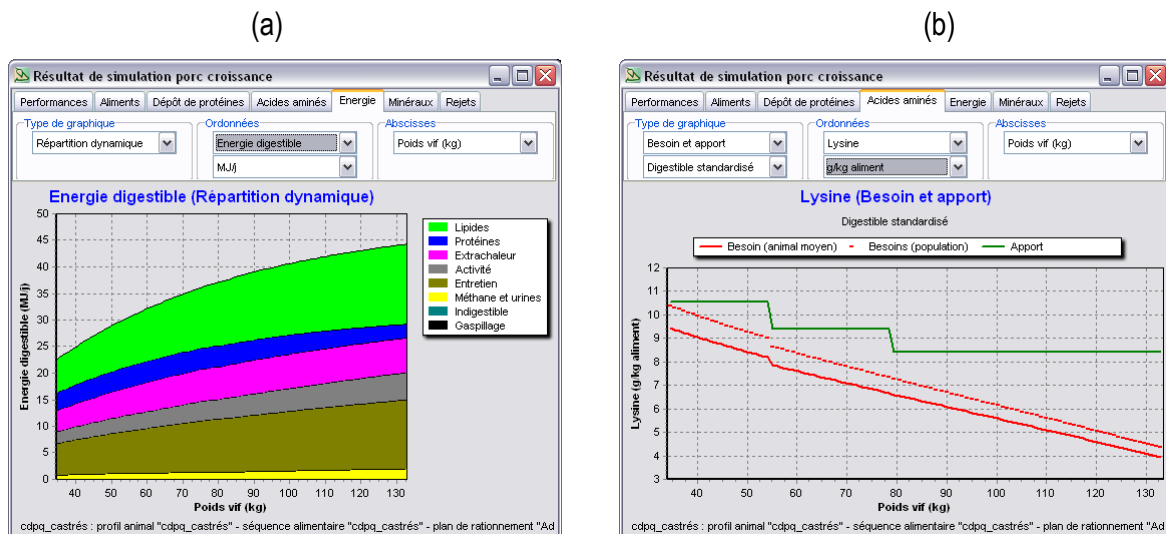 (a)
Résultat de simulation porc croissance
Performances Aliments Dépôt de protéines Acides aminés Energie Minéraux Rejets
Type de graphique Ordonnées Abscisses
Répartition dynamique Energie digestible Poids vif (kg)
MJ/j
Energie digestible (Répartition dynamique)
50
45
40
35
30
25
20
15
10
5
0
Energie digestible (MJ/j)
40 50 60 70 80 90 100 110 120 130
Poids vif (kg)
Lipides
Protéines
Extrachaleur
Activité
Entretien
Méthane et urines
Indigestible
Gaspillage
cdpq_castrés : profil animal "cdpq_castrés" - séquence alimentaire "cdpq_castrés" - plan de rationnement "Ad
(b)
Résultat de simulation porc croissance
Performances Aliments Dépôt de protéines Acides aminés Energie Minéraux Rejets
Type de graphique Ordonnées Abscisses
Besoin et apport Lysine Poids vif (kg)
Digestible standardisé g/kg aliment
Lysine (Besoin et apport)
Digestible standardisé
Besoin (animal moyen) Besoins (population) Apport
12
11
10
9
8
7
6
5
4
3
Lysine (g/kg aliment)
40 50 60 70 80 90 100 110 120 130
Poids vif (kg)
cdpq_castrés : profil animal "cdpq_castrés" - séquence alimentaire "cdpq_castrés" - plan de rationnement "Ad